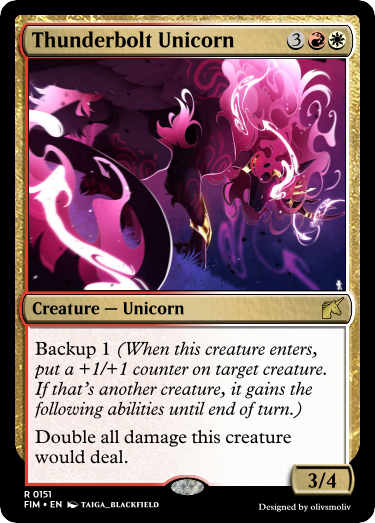 Thunderbolt Unicorn 3
Creature — Unicorn
Backup 1 (When this creature enters,
put a +1/+1 counter on target creature.
If that's another creature, it gains the
following abilities until end of turn.)
Double all damage this creature
would deal.
3/4
R 0151
FIM • EN TAIGA_BLACKFIELD
Designed by olivsmoliv